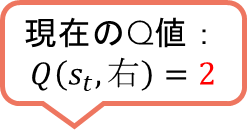 現在のQ値：
Q(s_t, 右) = 2